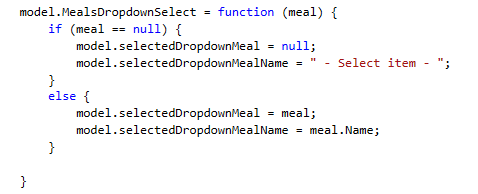 model.MealsDropdownSelect = function (meal) {
    if (meal == null) {
        model.selectedDropdownMeal = null;
        model.selectedDropdownMealName = " - Select item - ";
    }
    else {
        model.selectedDropdownMeal = meal;
        model.selectedDropdownMealName = meal.Name;
    }
}